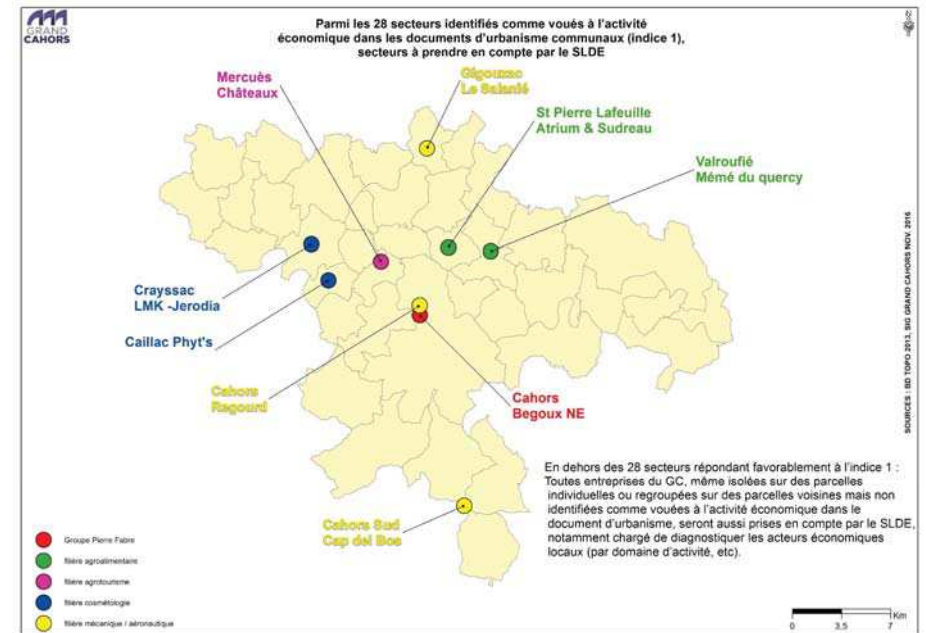 GRAND
CAHORS
Parmi les 28 secteurs identifiés comme voués à l'activité
économique dans les documents d'urbanisme communaux (indice 1),
secteurs à prendre en compte par le SLDE
Mercuès
Châteaux
Gigouzac
Le Salanié
St Pierre Lafeuille
Atrium & Sudreau
Valroufié
Mémé du quercy
Crayssac
LMK -Jerodia
Caillac Phyt's
Cahors
Regourd
Cahors
Begoux NE
Cahors Sud
Cap del Bos
En dehors des 28 secteurs répondant favorablement à l'indice 1 :
Toutes entreprises du GC, même isolées sur des parcelles
individuelles ou regroupées sur des parcelles voisines mais non
identifiées comme vouées à l'activité économique dans le
document d'urbanisme, seront aussi prises en compte par le SLDE,
notamment chargé de diagnostiquer les acteurs économiques
locaux (par domaine d'activité, etc).
Groupe Pierre Fabre
filière agroalimentaire
filière agrotourisme
filière cosmétologie
filière mécanique / aéronautique
Km
0 3,5 7
SOURCES : BD TOPO 2013, SIG GRAND CAHORS NOV. 2016